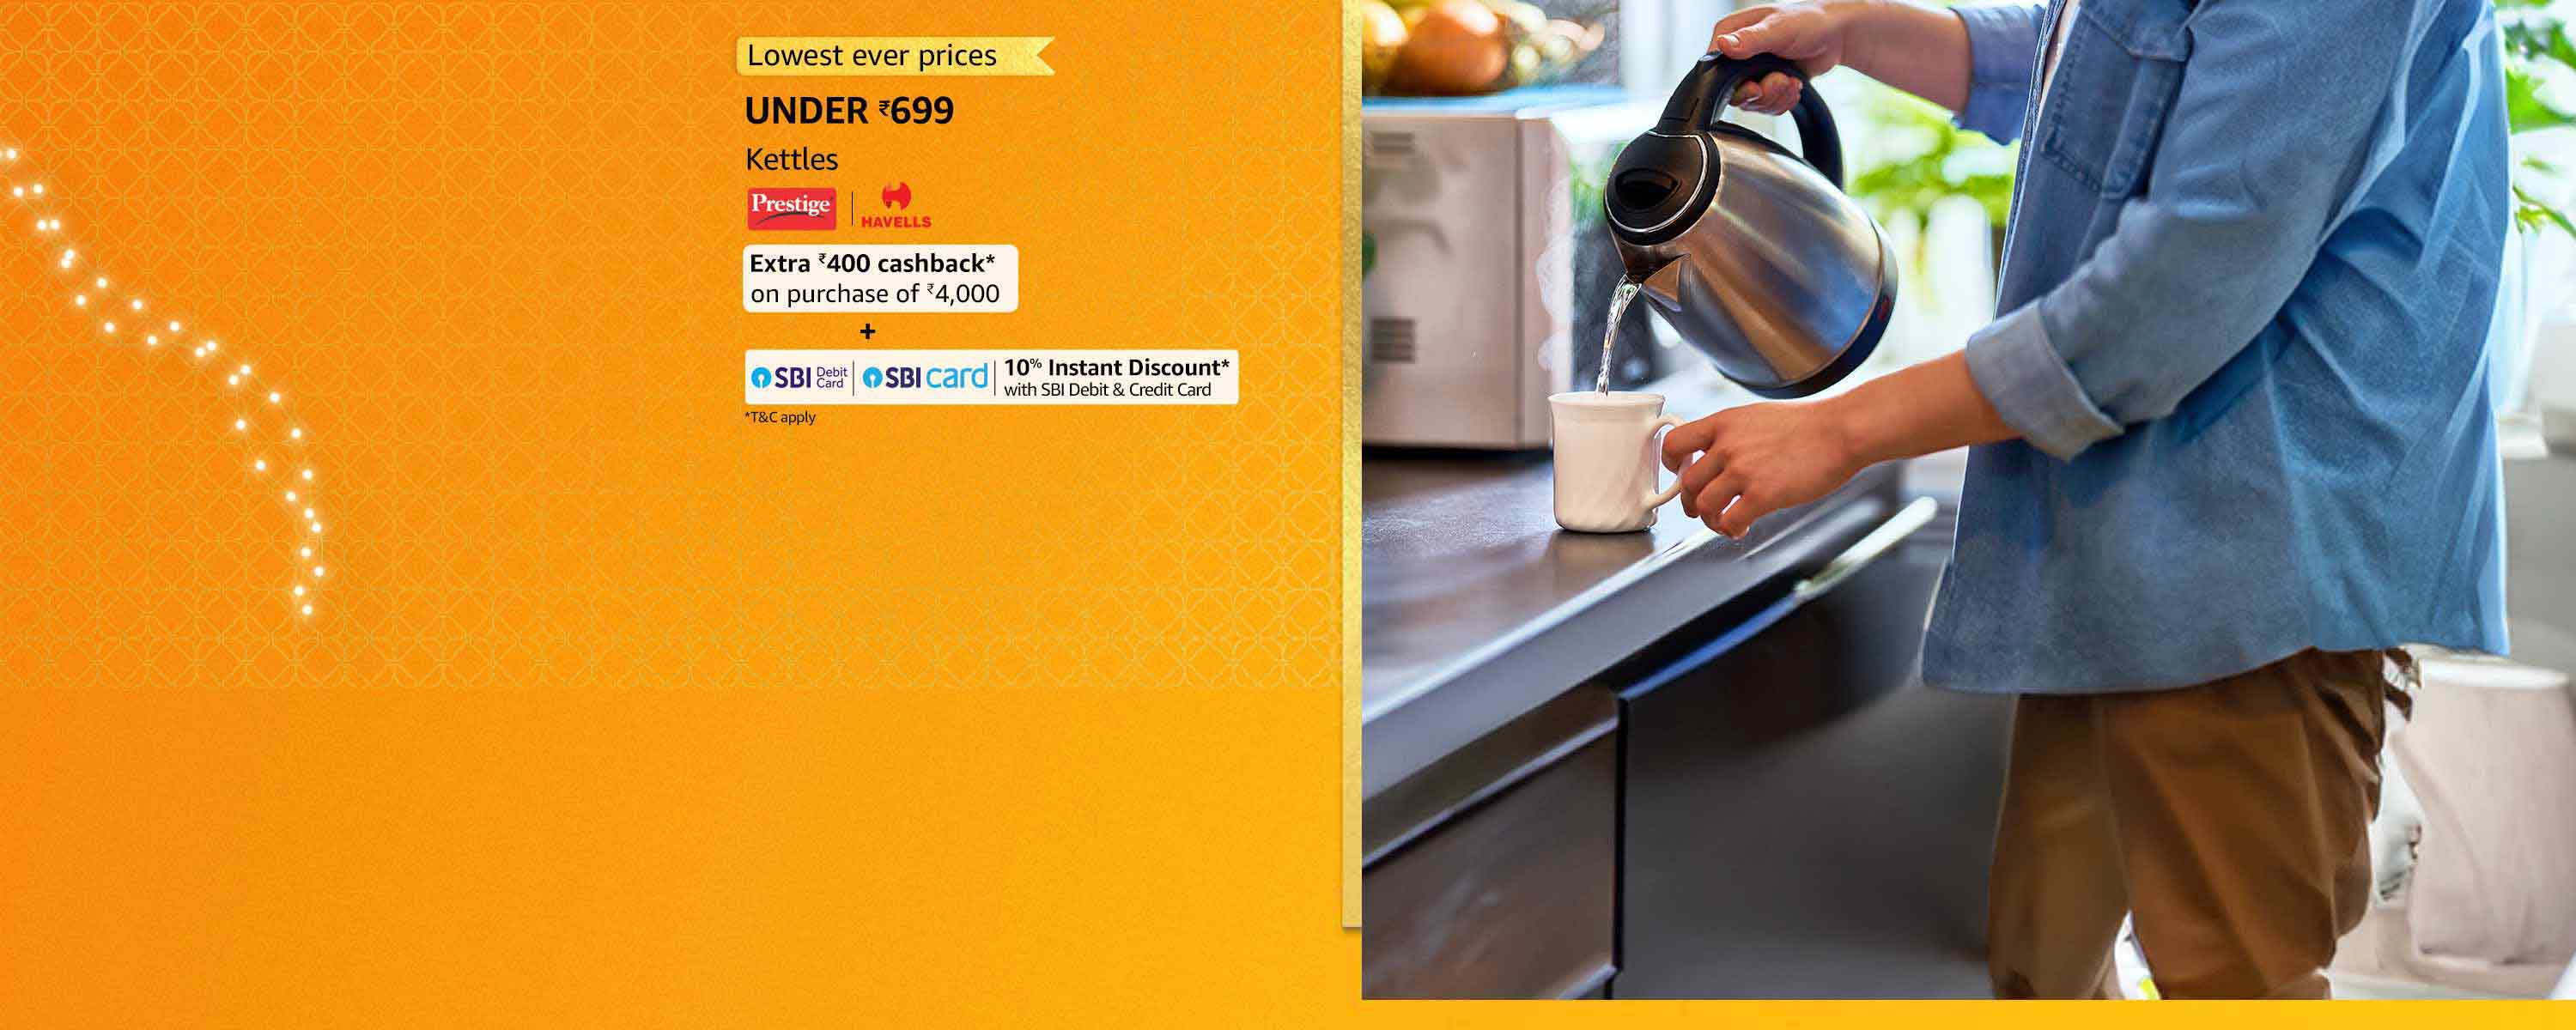 Lowest ever prices
UNDER ₹699
Kettles
Prestige HAVELLS
Extra ₹400 cashback*
on purchase of ₹4,000
+
SBI Debit Card SBI card 10% Instant Discount*
with SBI Debit & Credit Card
*T&C apply